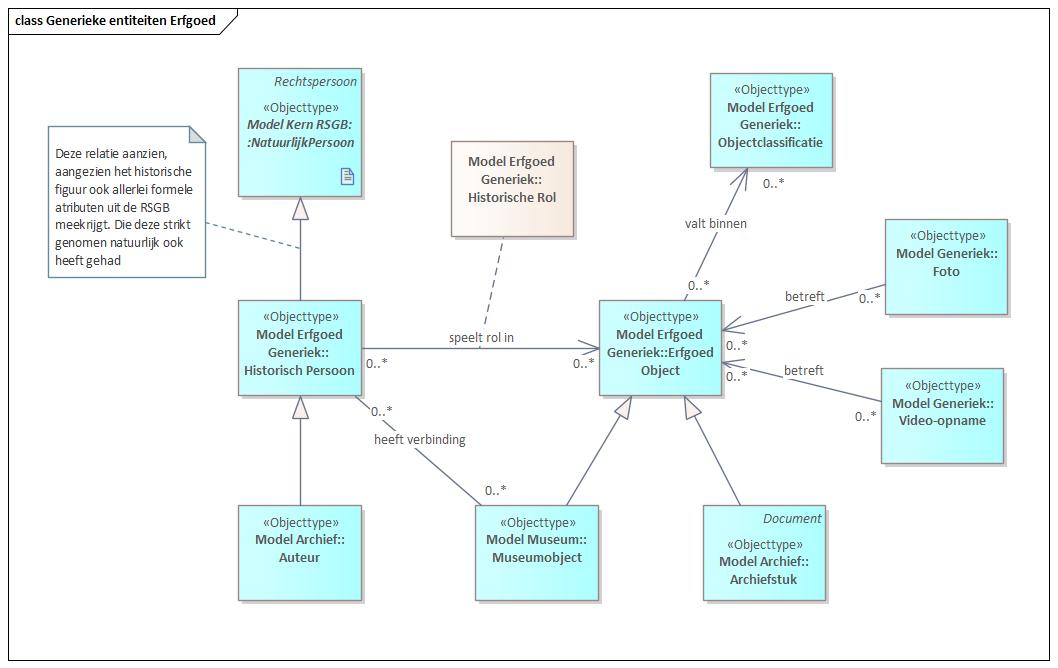 class Generieke entiteiten Erfgoed
Rechtspersoon
«Objecttype»
Model Kern RSGB:
:NatuurlijkPersoon
Deze relatie aanzien,
aangezien het historische
figuur ook allerlei formele
atributen uit de RSGB
meekrijgt. Die deze strikt
genomen natuurlijk ook
heeft gehad
Model Erfgoed
Generiek::
Historische Rol
«Objecttype»
Model Erfgoed
Generiek::
Objectclassificatie
0..*
valt binnen
0..*
«Objecttype»
Model Generiek::
Foto
betreft
0..*
0..*
«Objecttype»
Model Erfgoed
Generiek::
Historisch Persoon
speelt rol in
0..*
0..*
«Objecttype»
Model Erfgoed
Generiek::Erfgoed
Object
0..*
betreft
0..*
«Objecttype»
Model Generiek::
Video-opname
0..*
heeft verbinding
0..*
«Objecttype»
Model Archief::
Auteur
«Objecttype»
Model Museum::
Museumobject
Document
«Objecttype»
Model Archief::
Archiefstuk